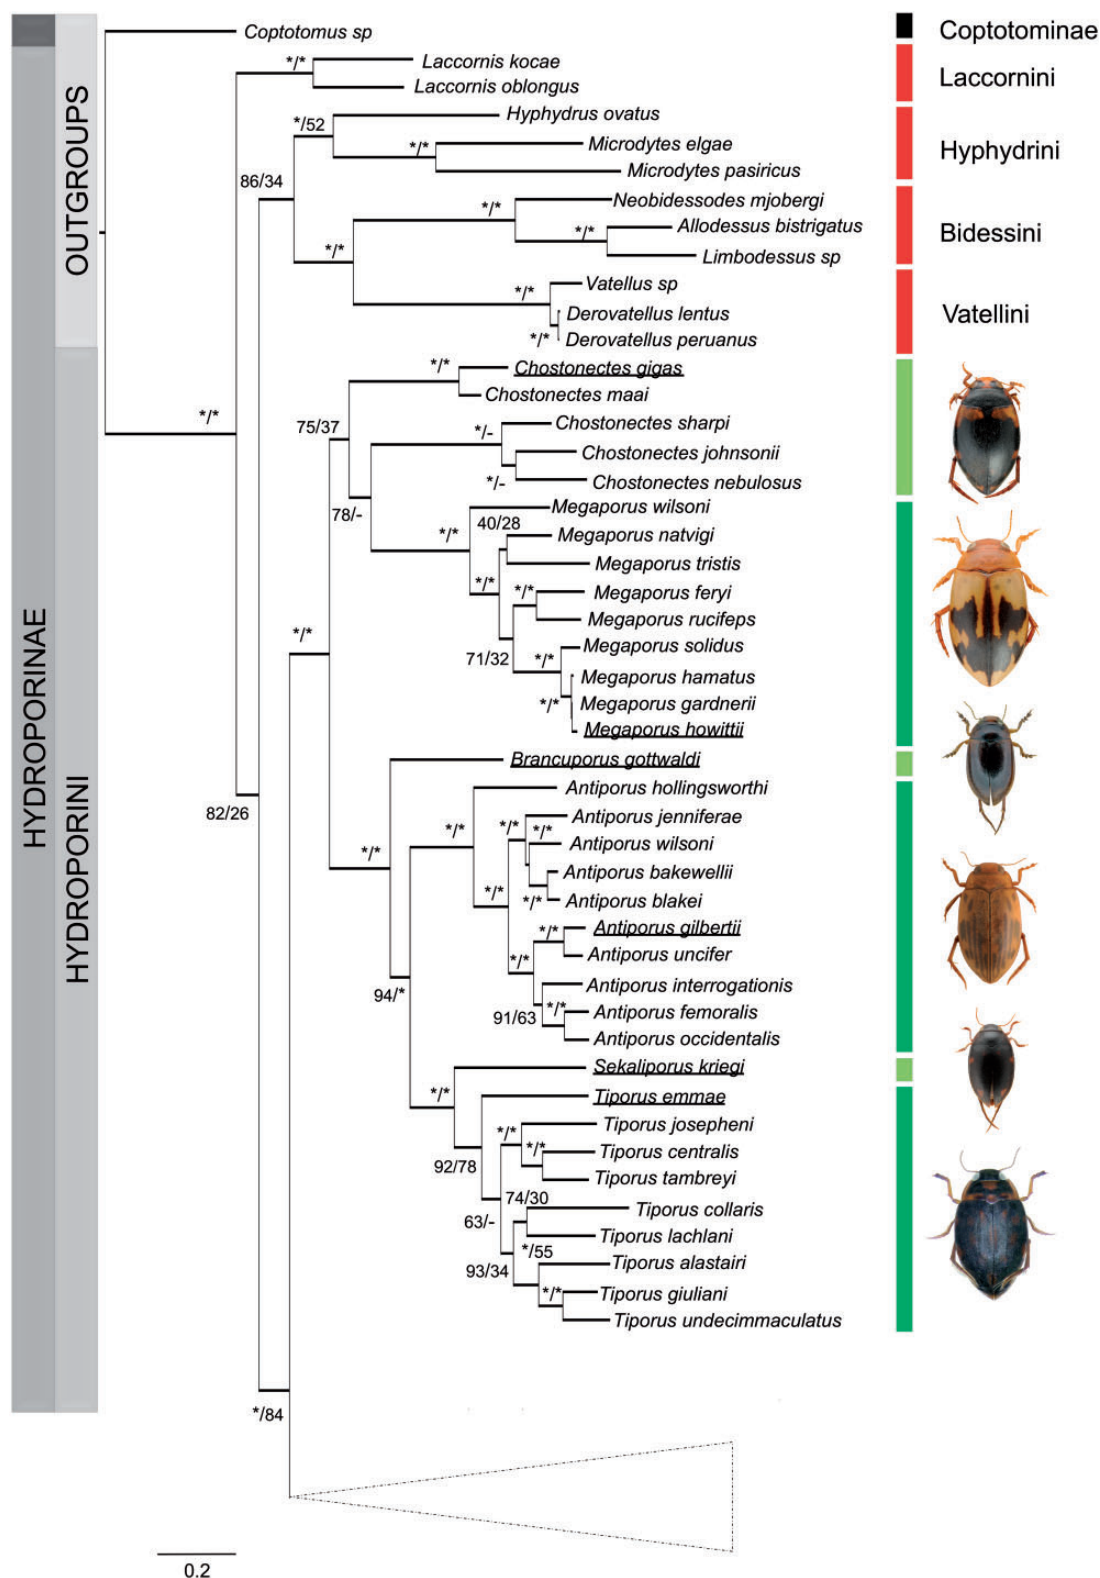 Coptotomus sp
Coptotominae
*/*
Laccornis kocae
Laccornini
Laccornis oblongus
OUTGROUPS
Hyphydrus ovatus
*/52
Hyphydrini
*/*
Microdytes elgae
Microdytes pasiricus
86/34
*/*
Neobidessodes mjobergi
Bidessini
*/*
Allodessus bistrigatus
*/*
Limbodessus sp
*/*
Vatellus sp
Vatellini
Derovatellus lentus
*/*
Derovatellus peruanus
*/*
Chostonectes gigas
Chostonectes maai
*/*
75/37
*/-
Chostonectes sharpi
Chostonectes johnsonii
*/-
Chostonectes nebulosus
78/-
Megaporus wilsoni
*/*
40/28
Megaporus natvigi
Megaporus tristis
*/*
*/*
Megaporus feryi
Megaporus rucifeps
HYDROPORINAE
*/*
71/32
*/*
Megaporus solidus
Megaporus hamatus
*/*
Megaporus gardnerii
Megaporus howittii
Brancuporus gottwaldi
Antiporus hollingsworthi
82/26
HYDROPORINI
*/*
*/*
*/*
Antiporus jenniferae
*/*
Antiporus wilsoni
Antiporus bakewellii
*/*
*/*
Antiporus blakei
*/*
Antiporus gilbertii
Antiporus uncifer
*/*
Antiporus interrogationis
94/*
91/63
*/*
Antiporus femoralis
Antiporus occidentalis
Sekaliporus kriegi
*/*
Tiporus emmae
*/*
Tiporus josepheni
*/*
Tiporus centralis
92/78
Tiporus tambreyi
74/30
Tiporus collaris
63/-
Tiporus lachlani
*/55
93/34
Tiporus alastairi
*/*
Tiporus giuliani
Tiporus undecimmaculatus
*/84
0.2